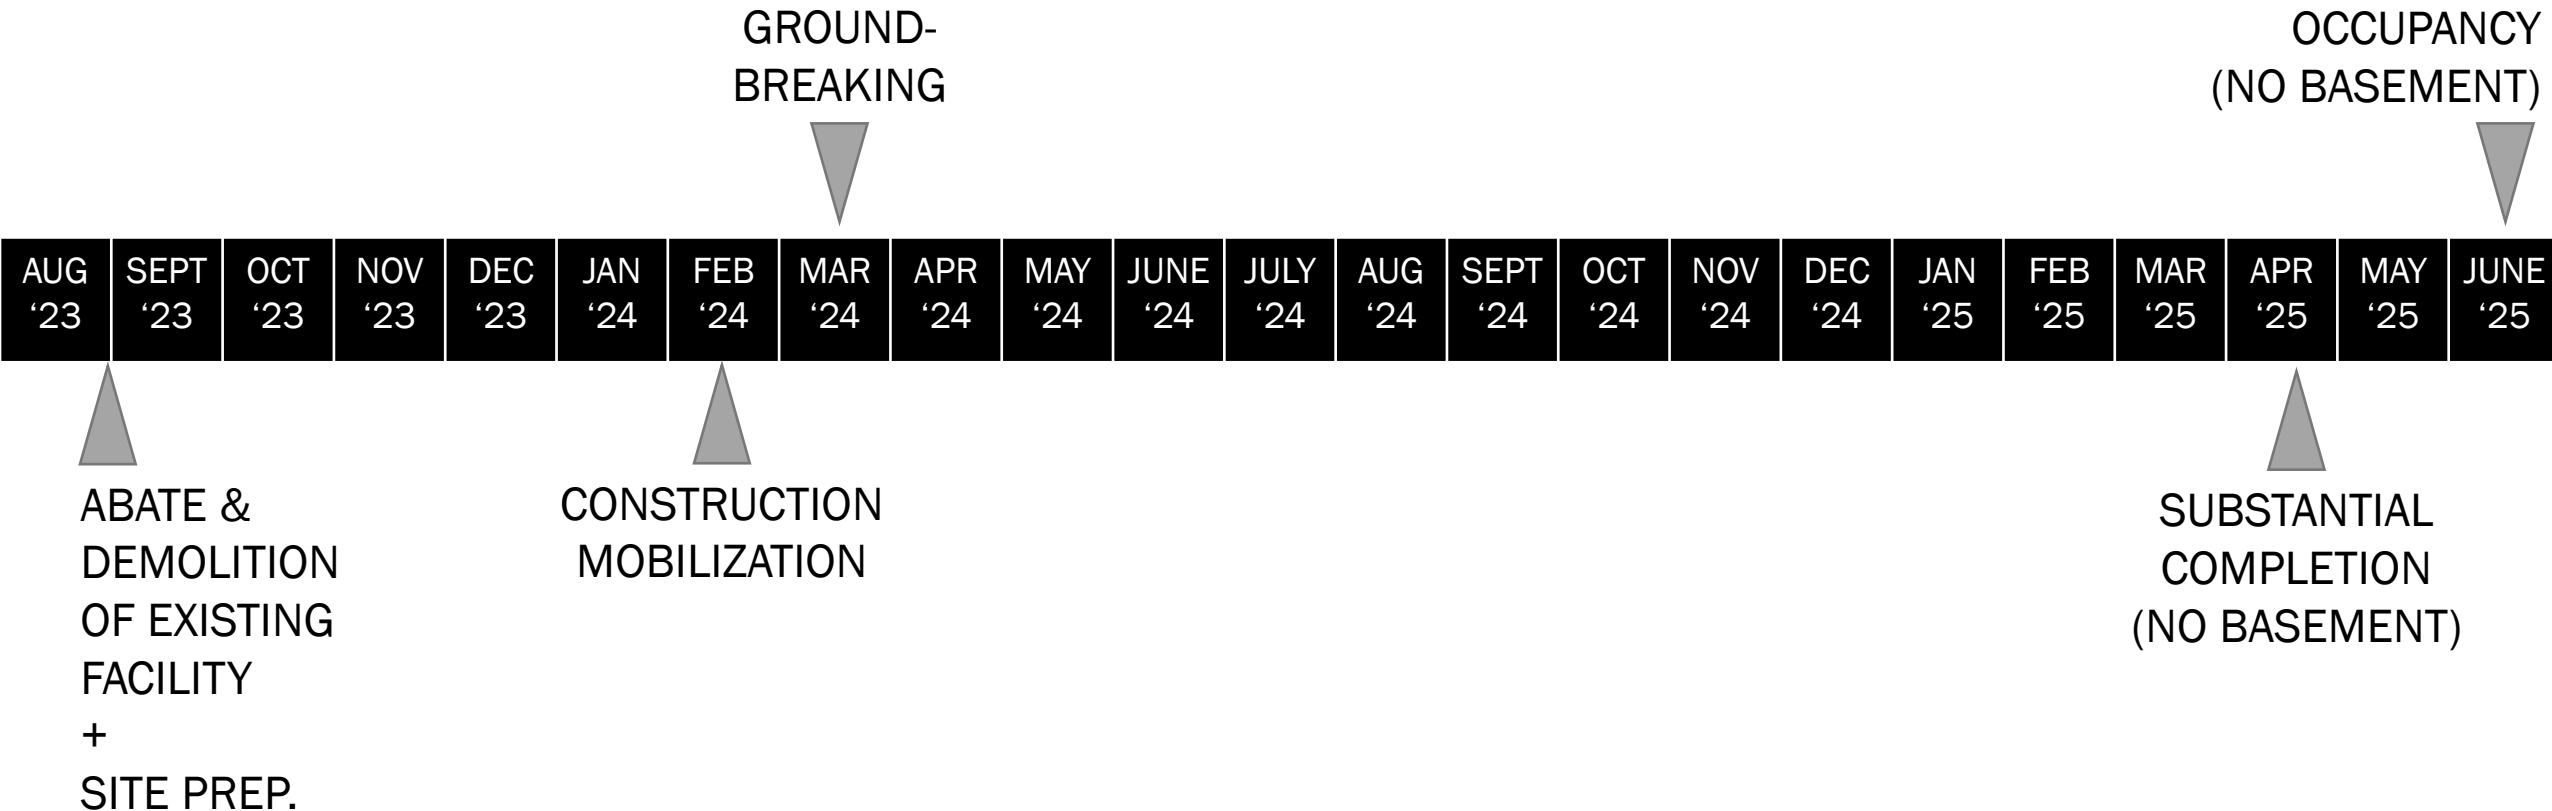 GROUND-
BREAKING
OCCUPANCY
(NO BASEMENT)
AUG SEPT OCT NOV DEC JAN FEB MAR APR MAY JUNE JULY AUG SEPT OCT NOV DEC JAN FEB MAR APR MAY JUNE
‘23 ‘23 ‘23 ‘23 ‘23 ‘24 ‘24 ‘24 ‘24 ‘24 ‘24 ‘24 ‘24 ‘24 ‘24 ‘24 ‘24 ‘25 ‘25 ‘25 ‘25 ‘25 ‘25
ABATE &
DEMOLITION
OF EXISTING
FACILITY
+
SITE PREP.
CONSTRUCTION
MOBILIZATION
SUBSTANTIAL
COMPLETION
(NO BASEMENT)